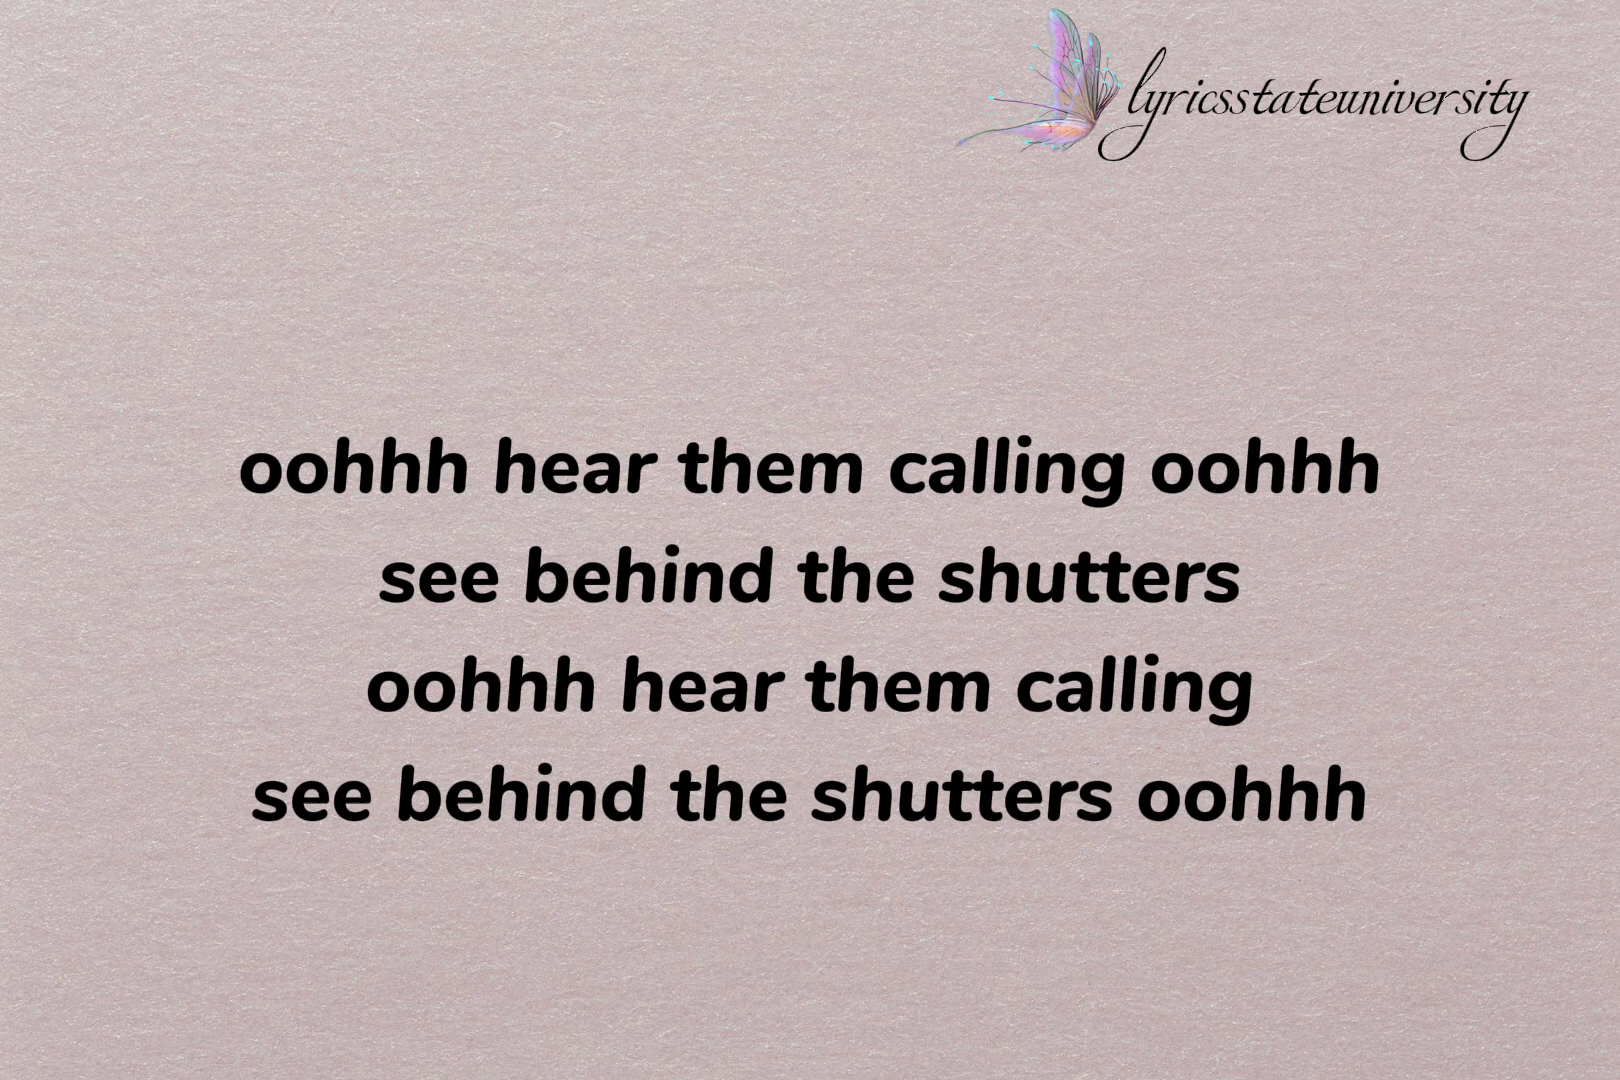 lyricsstateuniversity
oohhh hear them calling oohhh
see behind the shutters
oohhh hear them calling
see behind the shutters oohhh